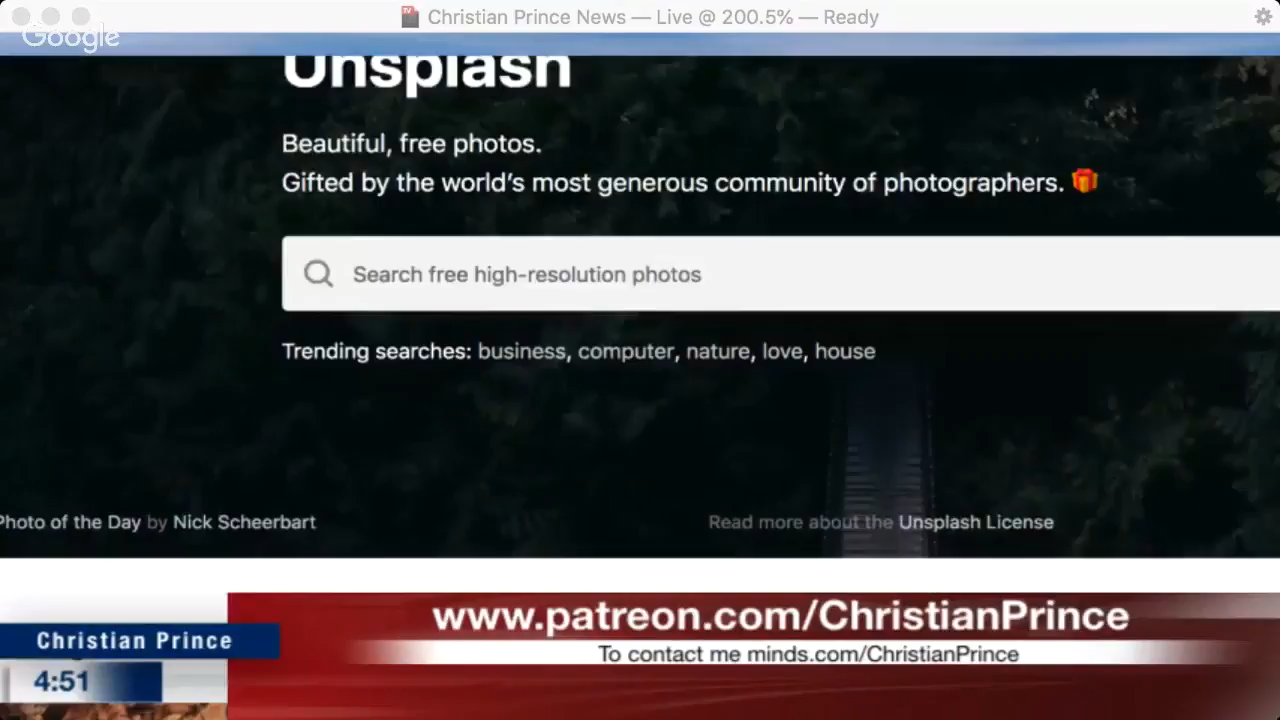 Christian Prince News — Live @ 200.5% — Ready
Google
Unsplash
Beautiful, free photos.
Gifted by the world's most generous community of photographers.
Search free high-resolution photos
Trending searches: business, computer, nature, love, house
Photo of the Day by Nick Scheerbart
Read more about the Unsplash License
www.patreon.com/ChristianPrince
To contact me minds.com/ChristianPrince
Christian Prince
4:51